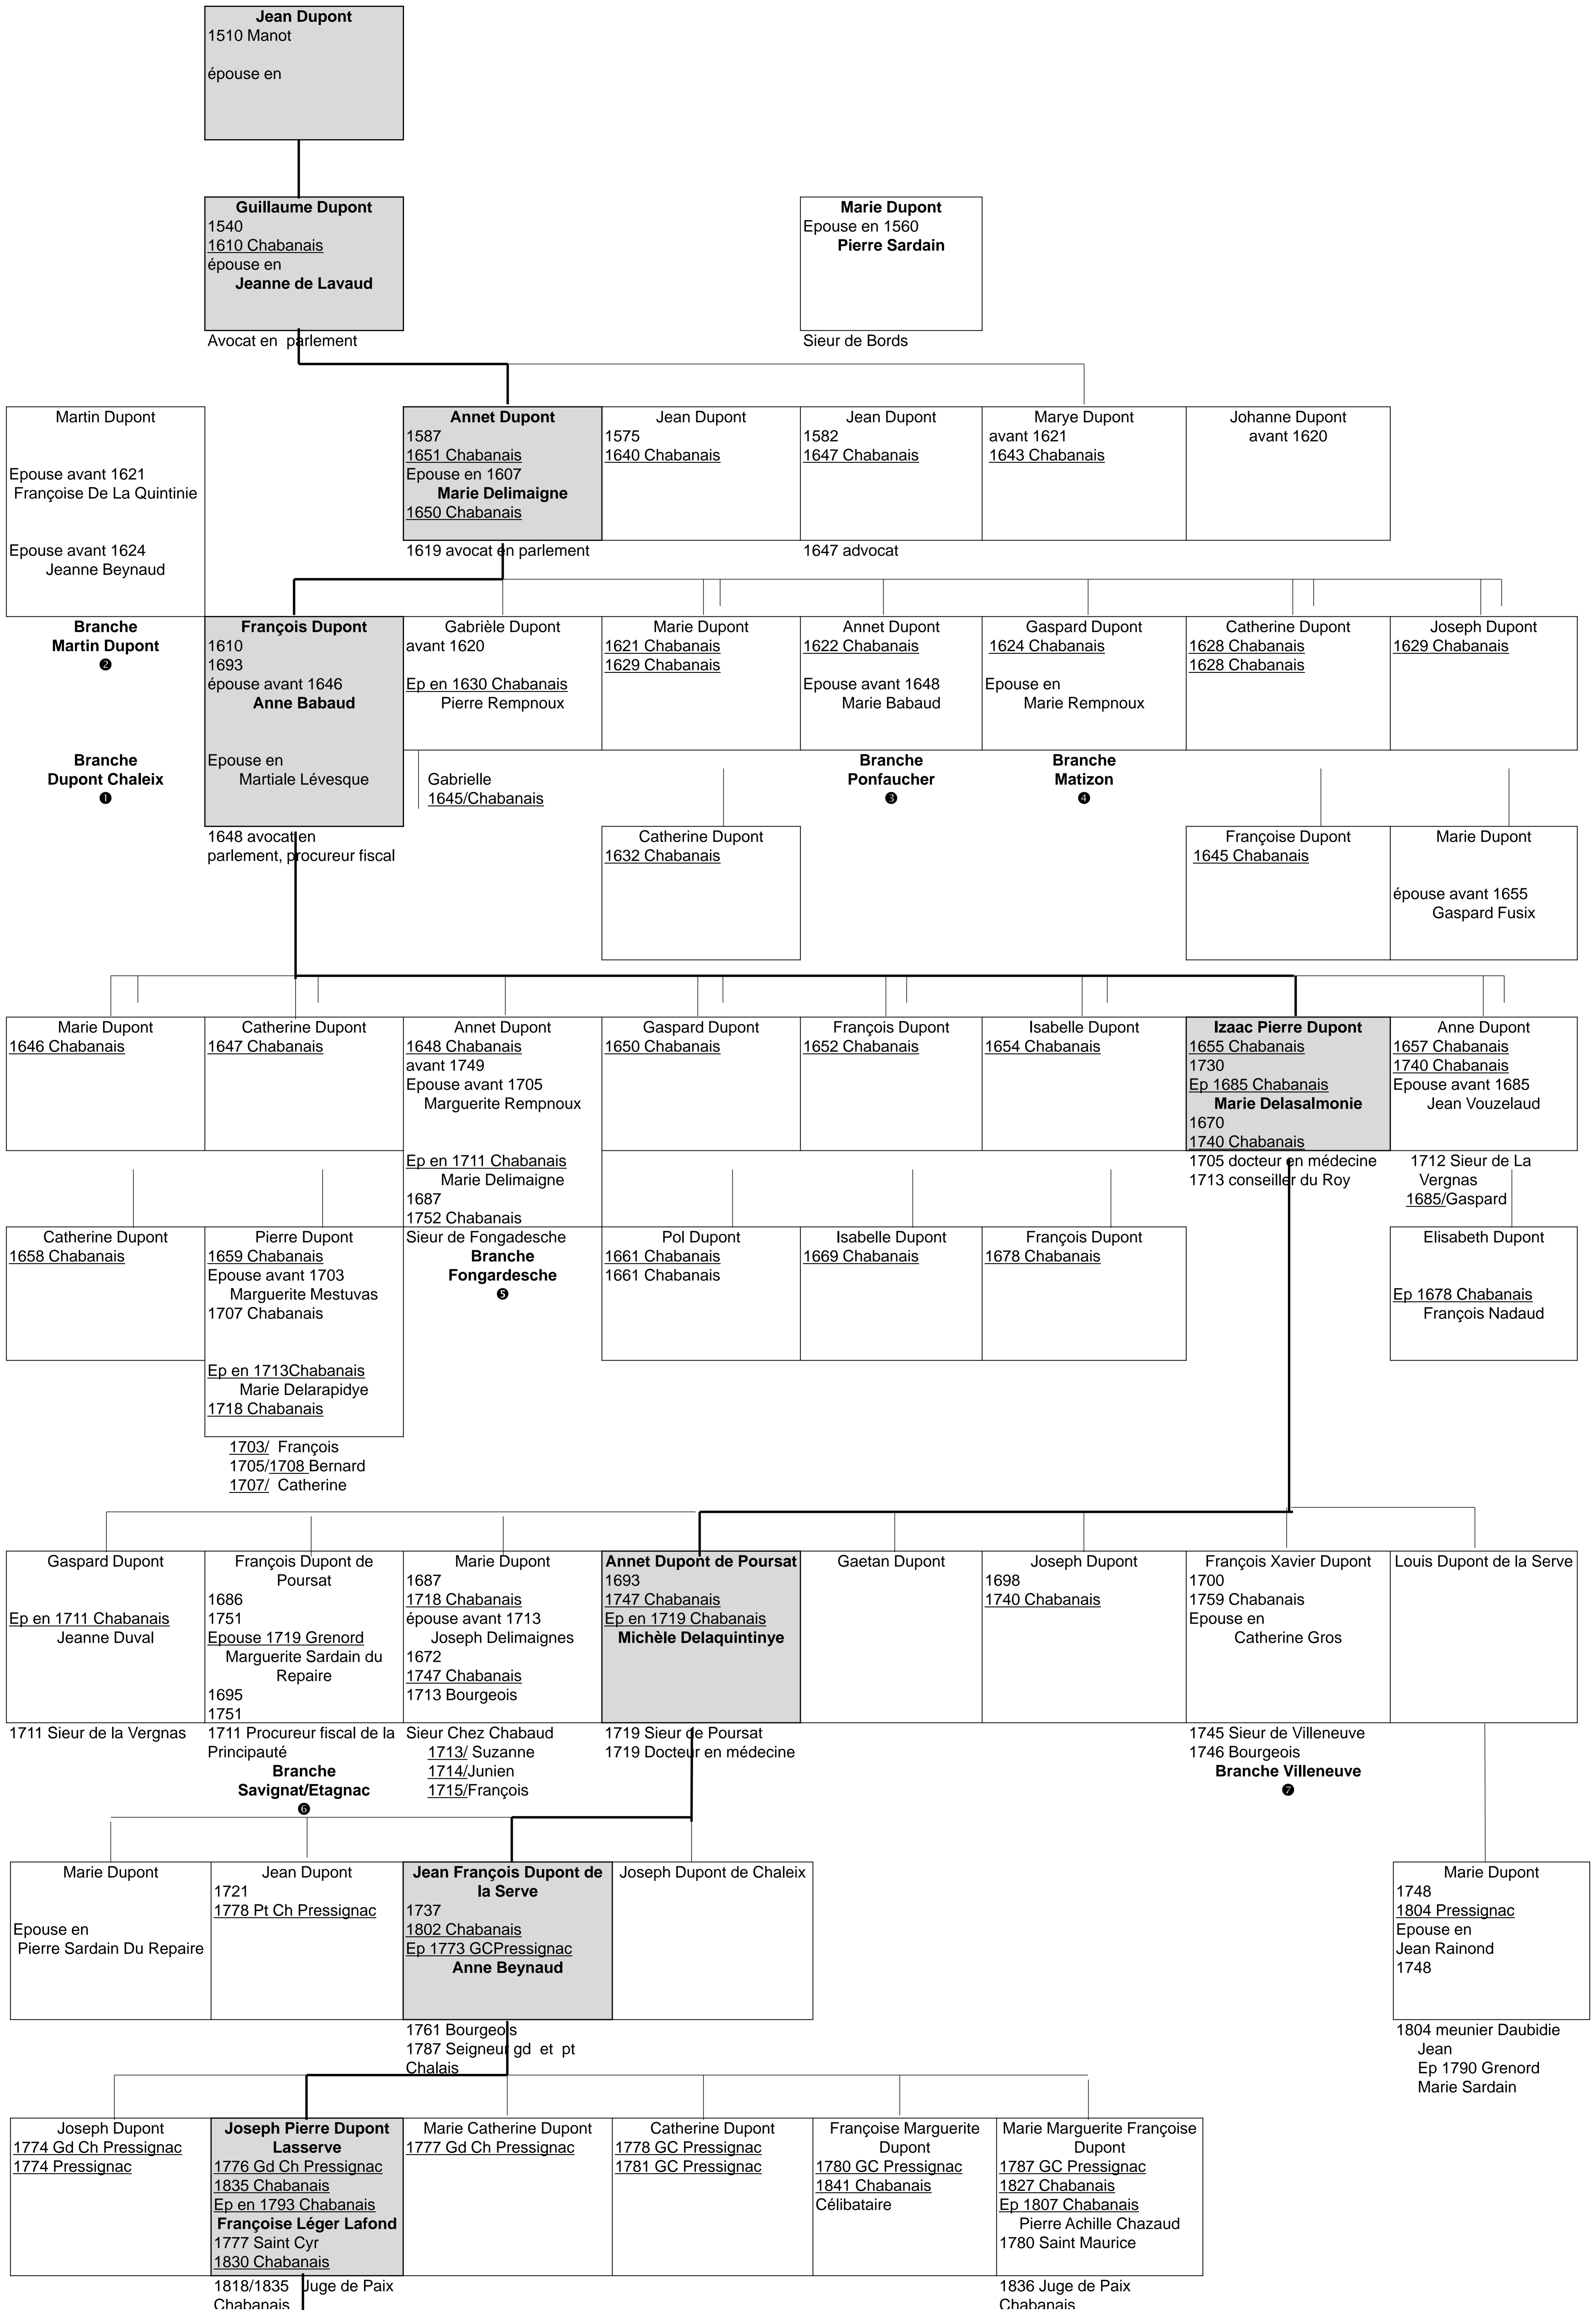 Jean Dupont
1510 Manot
épouse en
Guillaume Dupont
1540
1610 Chabanais
épouse en
Jeanne de Lavaud
Avocat en parlement
Marie Dupont
Epouse en 1560
Pierre Sardain
Sieur de Bords
Martin Dupont
Epouse avant 1621
Françoise De La Quintinie
Epouse avant 1624
Jeanne Beynaud
Annet Dupont
1587
1651 Chabanais
Epouse en 1607
Marie Delimaigne
1650 Chabanais
1619 avocat en parlement
Jean Dupont
1575
1640 Chabanais
Jean Dupont
1582
1647 Chabanais
1647 advocat
Marye Dupont
avant 1621
1643 Chabanais
Johanne Dupont
avant 1620
Branche
Martin Dupont
❷
Branche
Dupont Chaleix
❶
François Dupont
1610
1693
épouse avant 1646
Anne Babaud
Epouse en
Martiale Lévesque
1648 avocat en
parlement, procureur fiscal
Gabrièle Dupont
avant 1620
Ep en 1630 Chabanais
Pierre Rempnoux
Gabrielle
1645/Chabanais
Marie Dupont
1621 Chabanais
1629 Chabanais
Annet Dupont
1622 Chabanais
Epouse avant 1648
Marie Babaud
Branche
Ponfaucher
❸
Gaspard Dupont
1624 Chabanais
Epouse en
Marie Rempnoux
Branche
Matizon
❹
Catherine Dupont
1628 Chabanais
1628 Chabanais
Joseph Dupont
1629 Chabanais
Catherine Dupont
1632 Chabanais
Françoise Dupont
1645 Chabanais
Marie Dupont
épouse avant 1655
Gaspard Fusix
Marie Dupont
1646 Chabanais
Catherine Dupont
1647 Chabanais
Annet Dupont
1648 Chabanais
avant 1749
Epouse avant 1705
Marguerite Rempnoux
Ep en 1711 Chabanais
Marie Delimaigne
1687
1752 Chabanais
Sieur de Fongadesche
Branche
Fongardesche
❺
Gaspard Dupont
1650 Chabanais
François Dupont
1652 Chabanais
Isabelle Dupont
1654 Chabanais
Izaac Pierre Dupont
1655 Chabanais
1730
Ep 1685 Chabanais
Marie Delasalmonie
1670
1740 Chabanais
1705 docteur en médecine
1713 conseiller du Roy
Anne Dupont
1657 Chabanais
1740 Chabanais
Epouse avant 1685
Jean Vouzelaud
1712 Sieur de La
Vergnas
1685/Gaspard
Catherine Dupont
1658 Chabanais
Pierre Dupont
1659 Chabanais
Epouse avant 1703
Marguerite Mestuvas
1707 Chabanais
Ep en 1713Chabanais
Marie Delarapidye
1718 Chabanais
1703/ François
1705/1708 Bernard
1707/ Catherine
Pol Dupont
1661 Chabanais
1661 Chabanais
Isabelle Dupont
1669 Chabanais
François Dupont
1678 Chabanais
Elisabeth Dupont
Ep 1678 Chabanais
François Nadaud
Gaspard Dupont
Ep en 1711 Chabanais
Jeanne Duval
1711 Sieur de la Vergnas
François Dupont de
Poursat
1686
1751
Epouse 1719 Grenord
Marguerite Sardain du
Repaire
1695
1751
1711 Procureur fiscal de la
Principauté
Branche
Savignat/Etagnac
❻
Marie Dupont
1687
1718 Chabanais
épouse avant 1713
Joseph Delimaignes
1672
1747 Chabanais
1713 Bourgeois
Sieur Chez Chabaud
1713/ Suzanne
1714/Junien
1715/François
Annet Dupont de Poursat
1693
1747 Chabanais
Ep en 1719 Chabanais
Michèle Delaquintinye
1719 Sieur de Poursat
1719 Docteur en médecine
Gaetan Dupont
Joseph Dupont
1698
1740 Chabanais
François Xavier Dupont
1700
1759 Chabanais
Epouse en
Catherine Gros
1745 Sieur de Villeneuve
1746 Bourgeois
Branche Villeneuve
❼
Louis Dupont de la Serve
Marie Dupont
Epouse en
Pierre Sardain Du Repaire
Jean Dupont
1721
1778 Pt Ch Pressignac
Jean François Dupont de
la Serve
1737
1802 Chabanais
Ep 1773 GCPressignac
Anne Beynaud
1761 Bourgeois
1787 Seigneur gd et pt
Chalais
Joseph Dupont de Chaleix
Marie Dupont
1748
1804 Pressignac
Epouse en
Jean Rainond
1748
1804 meunier Daubidie
Jean
Ep 1790 Grenord
Marie Sardain
Joseph Dupont
1774 Gd Ch Pressignac
1774 Pressignac
Joseph Pierre Dupont
Lasserve
1776 Gd Ch Pressignac
1835 Chabanais
Ep en 1793 Chabanais
Françoise Léger Lafond
1777 Saint Cyr
1830 Chabanais
1818/1835 Juge de Paix
Chabanais
Marie Catherine Dupont
1777 Gd Ch Pressignac
Catherine Dupont
1778 GC Pressignac
1781 GC Pressignac
Françoise Marguerite
Dupont
1780 GC Pressignac
1841 Chabanais
Célibataire
Marie Marguerite Françoise
Dupont
1787 GC Pressignac
1827 Chabanais
Ep 1807 Chabanais
Pierre Achille Chazaud
1780 Saint Maurice
1836 Juge de Paix
Chabanais